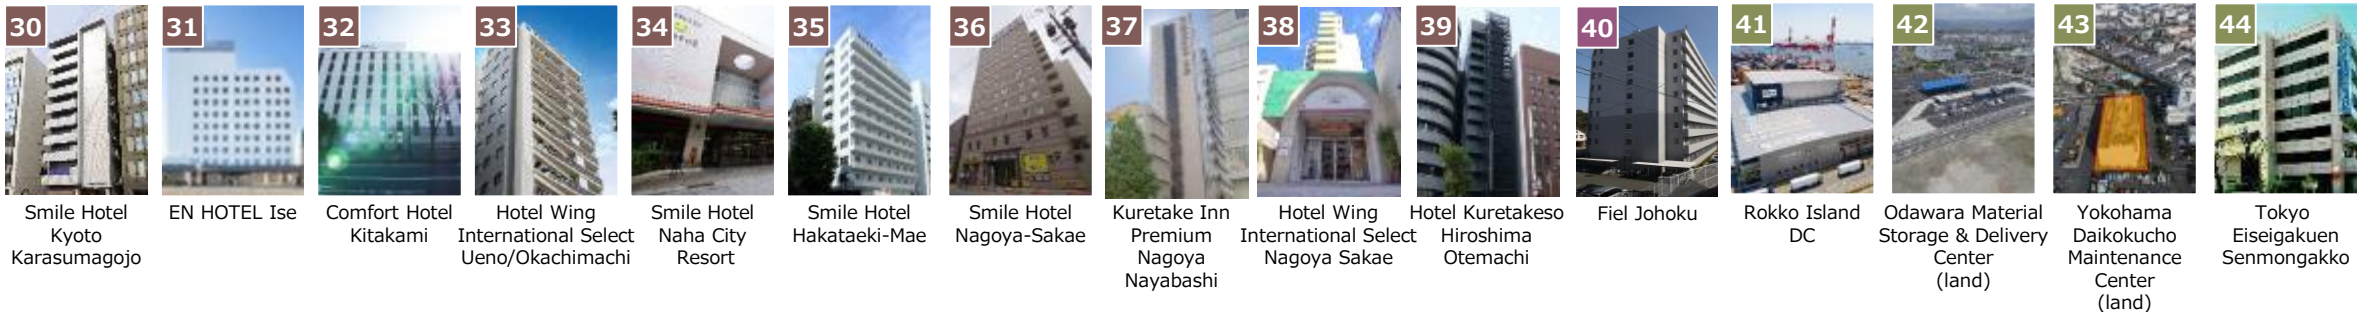 30
31
32
33
34
35
36
37
38
39
40
41
42
43
44
Smile Hotel
Kyoto
Karasumagojo
EN HOTEL Ise
Comfort Hotel
Kitakami
Hotel Wing
International Select
Ueno/Okachimachi
Smile Hotel
Naha City
Resort
Smile Hotel
Hakataeki-Mae
Smile Hotel
Nagoya-Sakae
Kuretake Inn
Premium
Nagoya
Nayabashi
Hotel Wing
International Select
Nagoya Sakae
Hotel Kuretakeso
Hiroshima
Otemachi
Fiel Johoku
Rokko Island
DC
Odawara Material
Storage & Delivery
Center
(land)
Yokohama
Daikokucho
Maintenance
Center
(land)
Tokyo
Eiseigakuen
Senmongakko